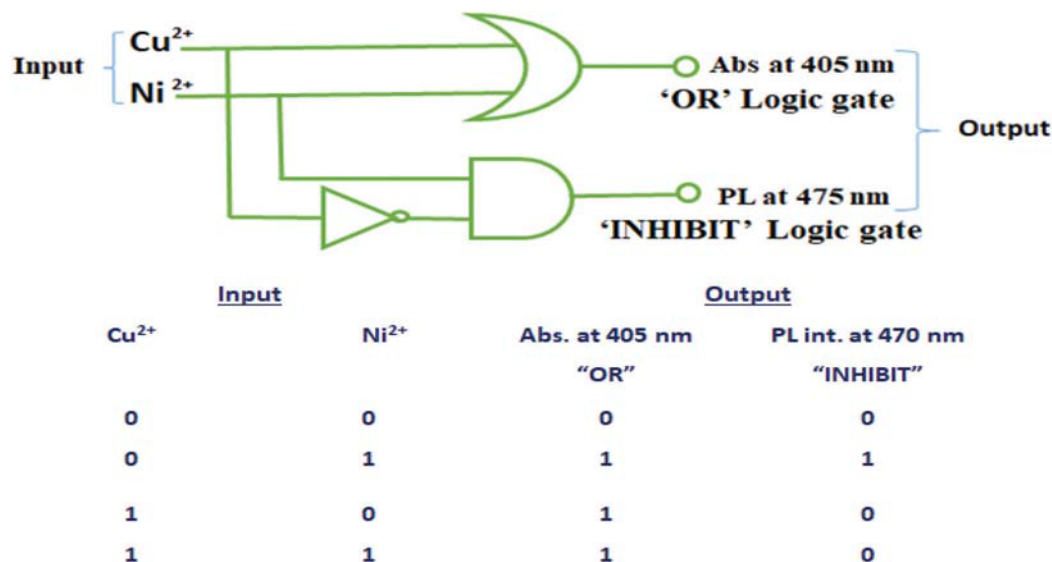 Cu²⁺
Input
Ni ²⁺
Abs at 405 nm
‘OR’ Logic gate
Output
PL at 475 nm
‘INHIBIT’ Logic gate
Input Output
Cu²⁺ Ni²⁺ Abs. at 405 nm PL int. at 470 nm
“OR” “INHIBIT”
0 0 0 0
0 1 1 1
1 0 1 0
1 1 1 0